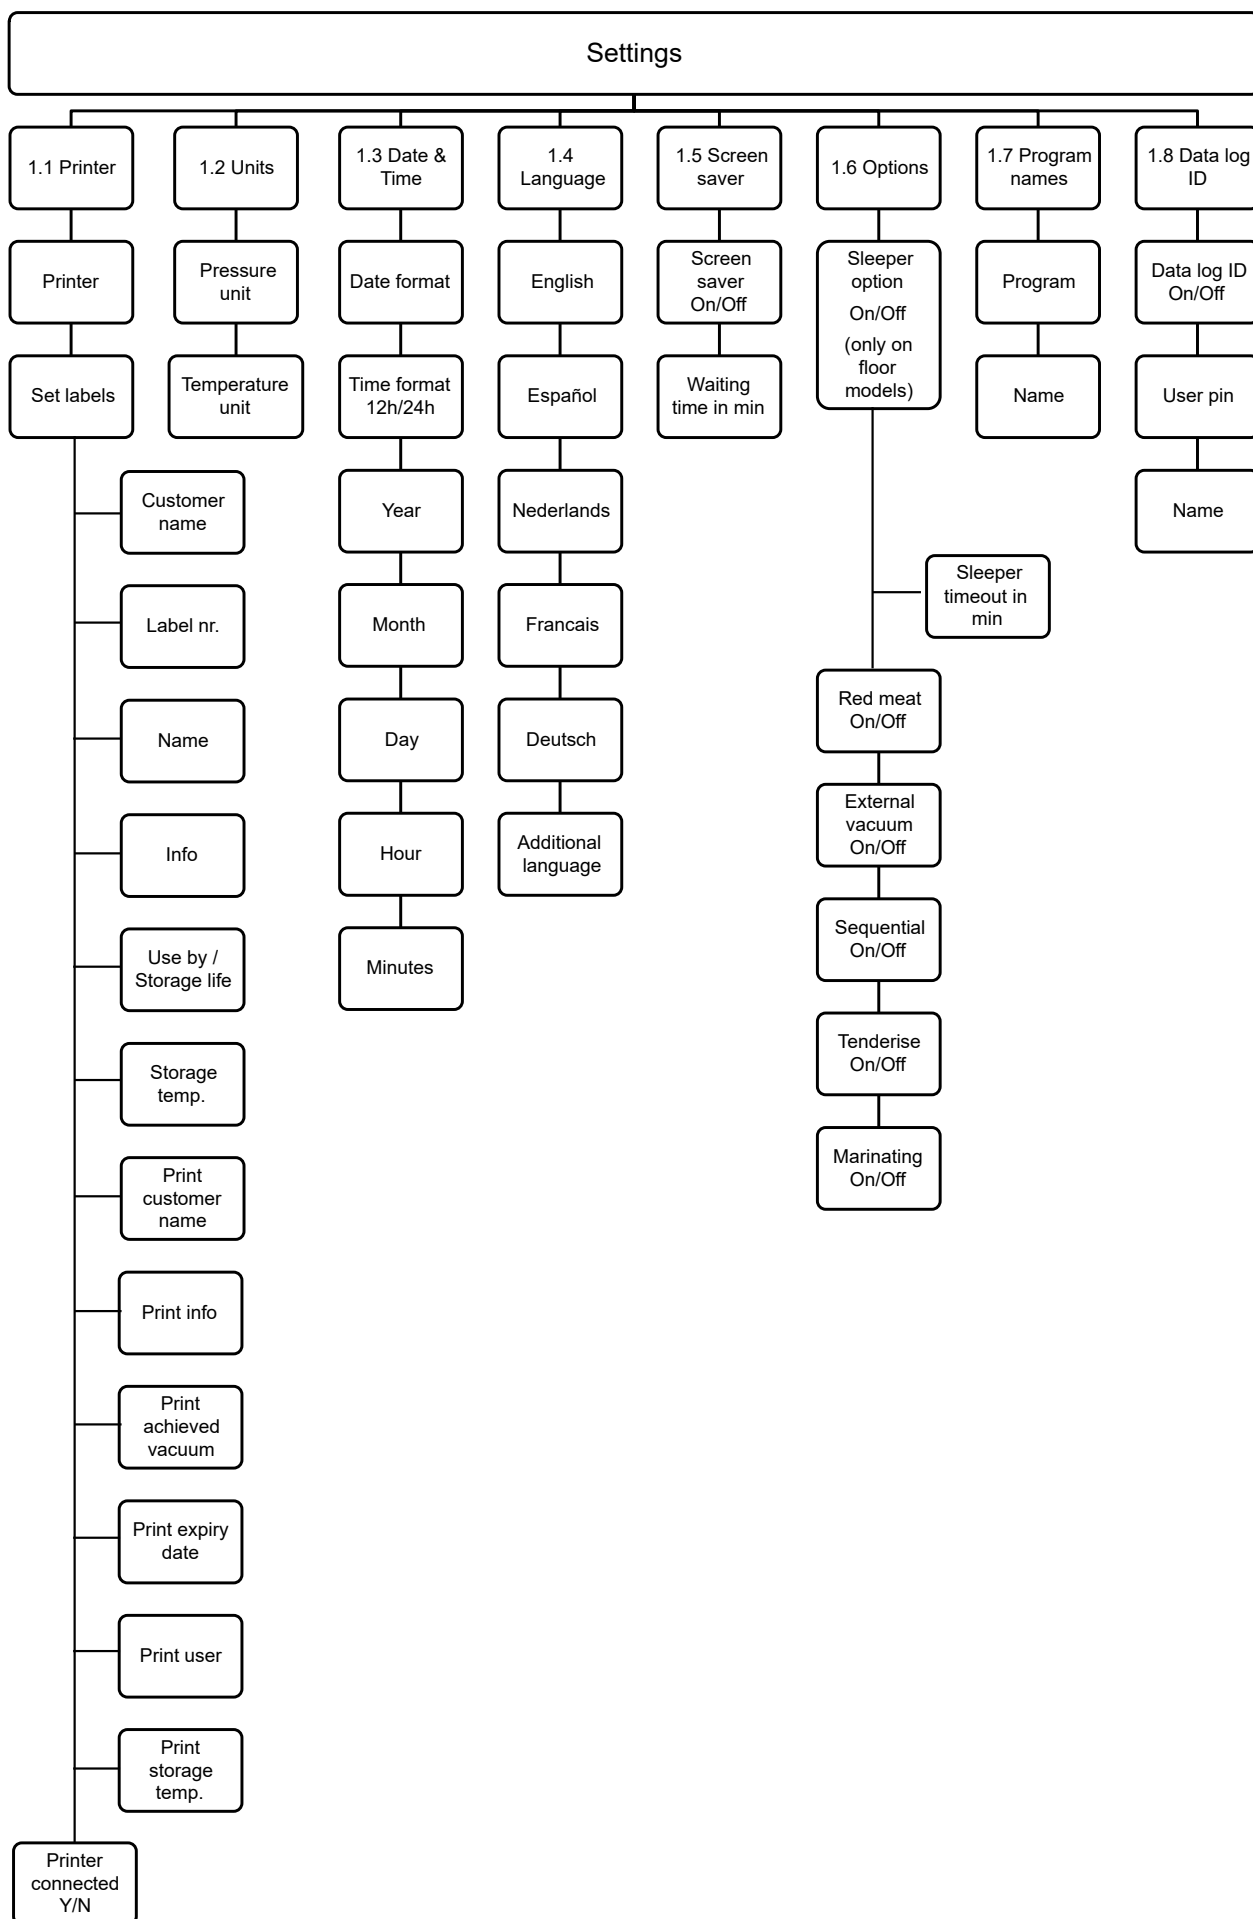 Settings
1.1 Printer
1.2 Units
1.3 Date &
Time
1.4
Language
1.5 Screen
saver
1.6 Options
1.7 Program
names
1.8 Data log
ID
Printer
Pressure
unit
Date format
English
Screen
saver
On/Off
Sleeper
option
On/Off
(only on
floor
models)
Program
Data log ID
On/Off
Set labels
Temperature
unit
Time format
12h/24h
Español
Waiting
time in min
Name
User pin
Customer
name
Year
Nederlands
Name
Label nr.
Month
Francais
Sleeper
timeout in
min
Name
Day
Deutsch
Red meat
On/Off
Info
Hour
Additional
language
External
vacuum
On/Off
Use by /
Storage life
Minutes
Sequential
On/Off
Storage
temp.
Tenderise
On/Off
Print
customer
name
Marinating
On/Off
Print info
Print
achieved
vacuum
Print expiry
date
Print user
Print
storage
temp.
Printer
connected
Y/N